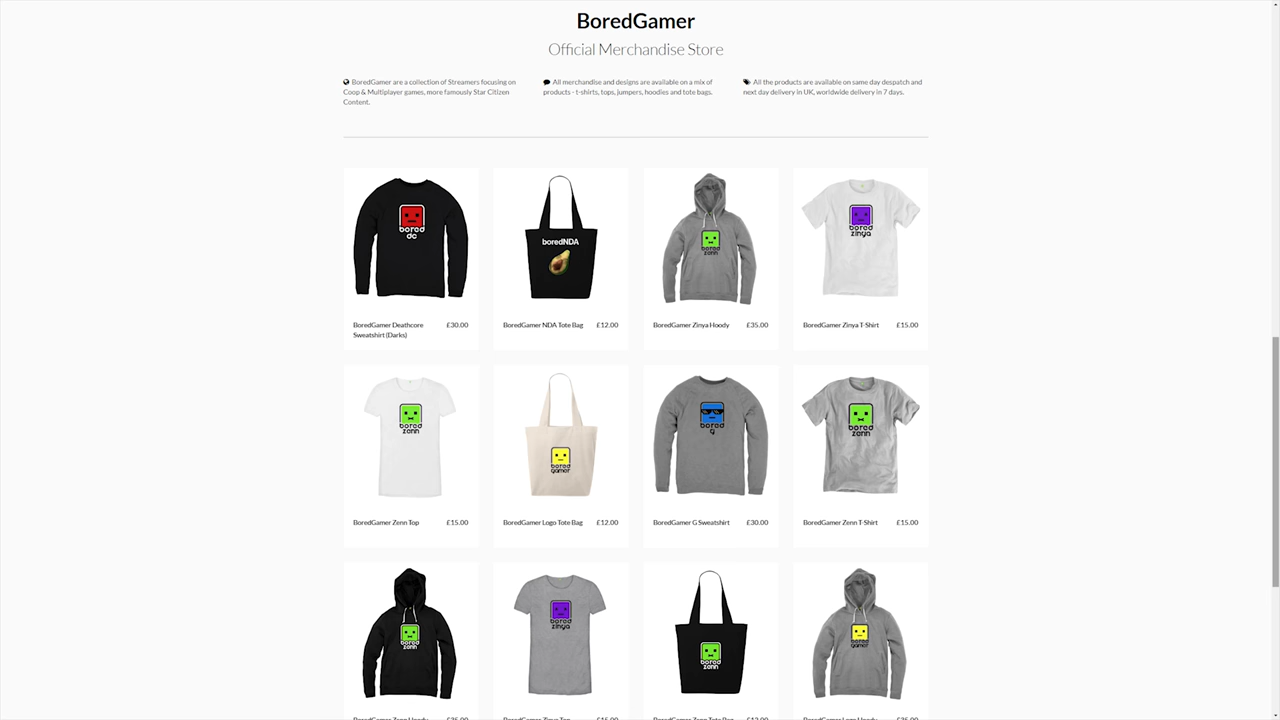 BoredGamer
Official Merchandise Store
BoredGamer are a collection of Streamers focusing on
Coop & Multiplayer games, more famously Star Citizen
Content.
All merchandise and designs are available on a mix of
products - t-shirts, tops, jumpers, hoodies and tote bags.
All the products are available on same day despatch and
next day delivery in UK, worldwide delivery in 7 days.
bored
dc
boredNDA
bored
zenn
bored
zinya
BoredGamer Deathcore
Sweatshirt (Darks)
£30.00
BoredGamer NDA Tote Bag £12.00
BoredGamer Zinya Hoody £35.00
BoredGamer Zinya T-Shirt £15.00
bored
zenn
bored
gamer
bored
g
bored
zenn
BoredGamer Zenn Top £15.00
BoredGamer Logo Tote Bag £12.00
BoredGamer G Sweatshirt £30.00
BoredGamer Zenn T-Shirt £15.00
bored
zenn
bored
zinya
bored
zenn
bored
gamer